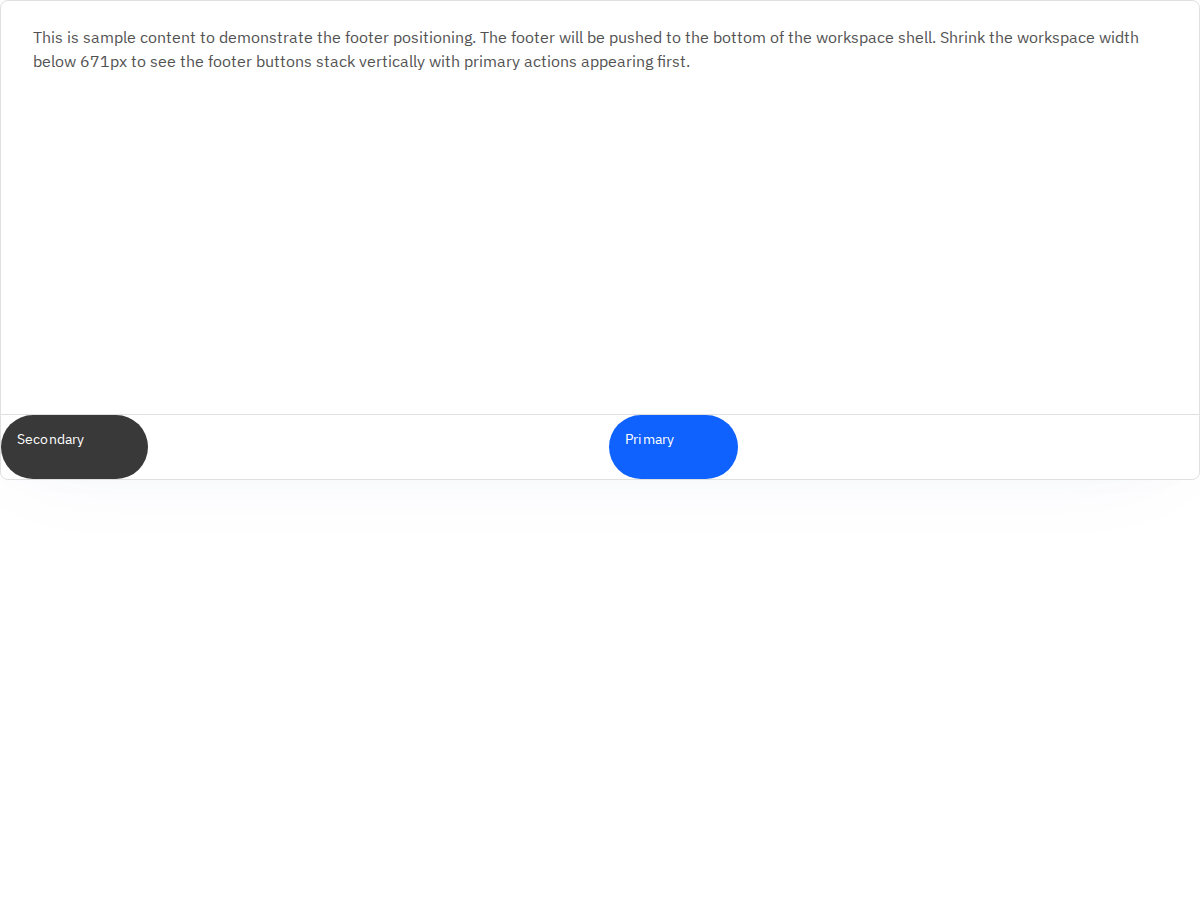 This is sample content to demonstrate the footer positioning. The footer will be pushed to the bottom of the workspace shell. Shrink the workspace width
below 671px to see the footer buttons stack vertically with primary actions appearing first.
Secondary
Primary